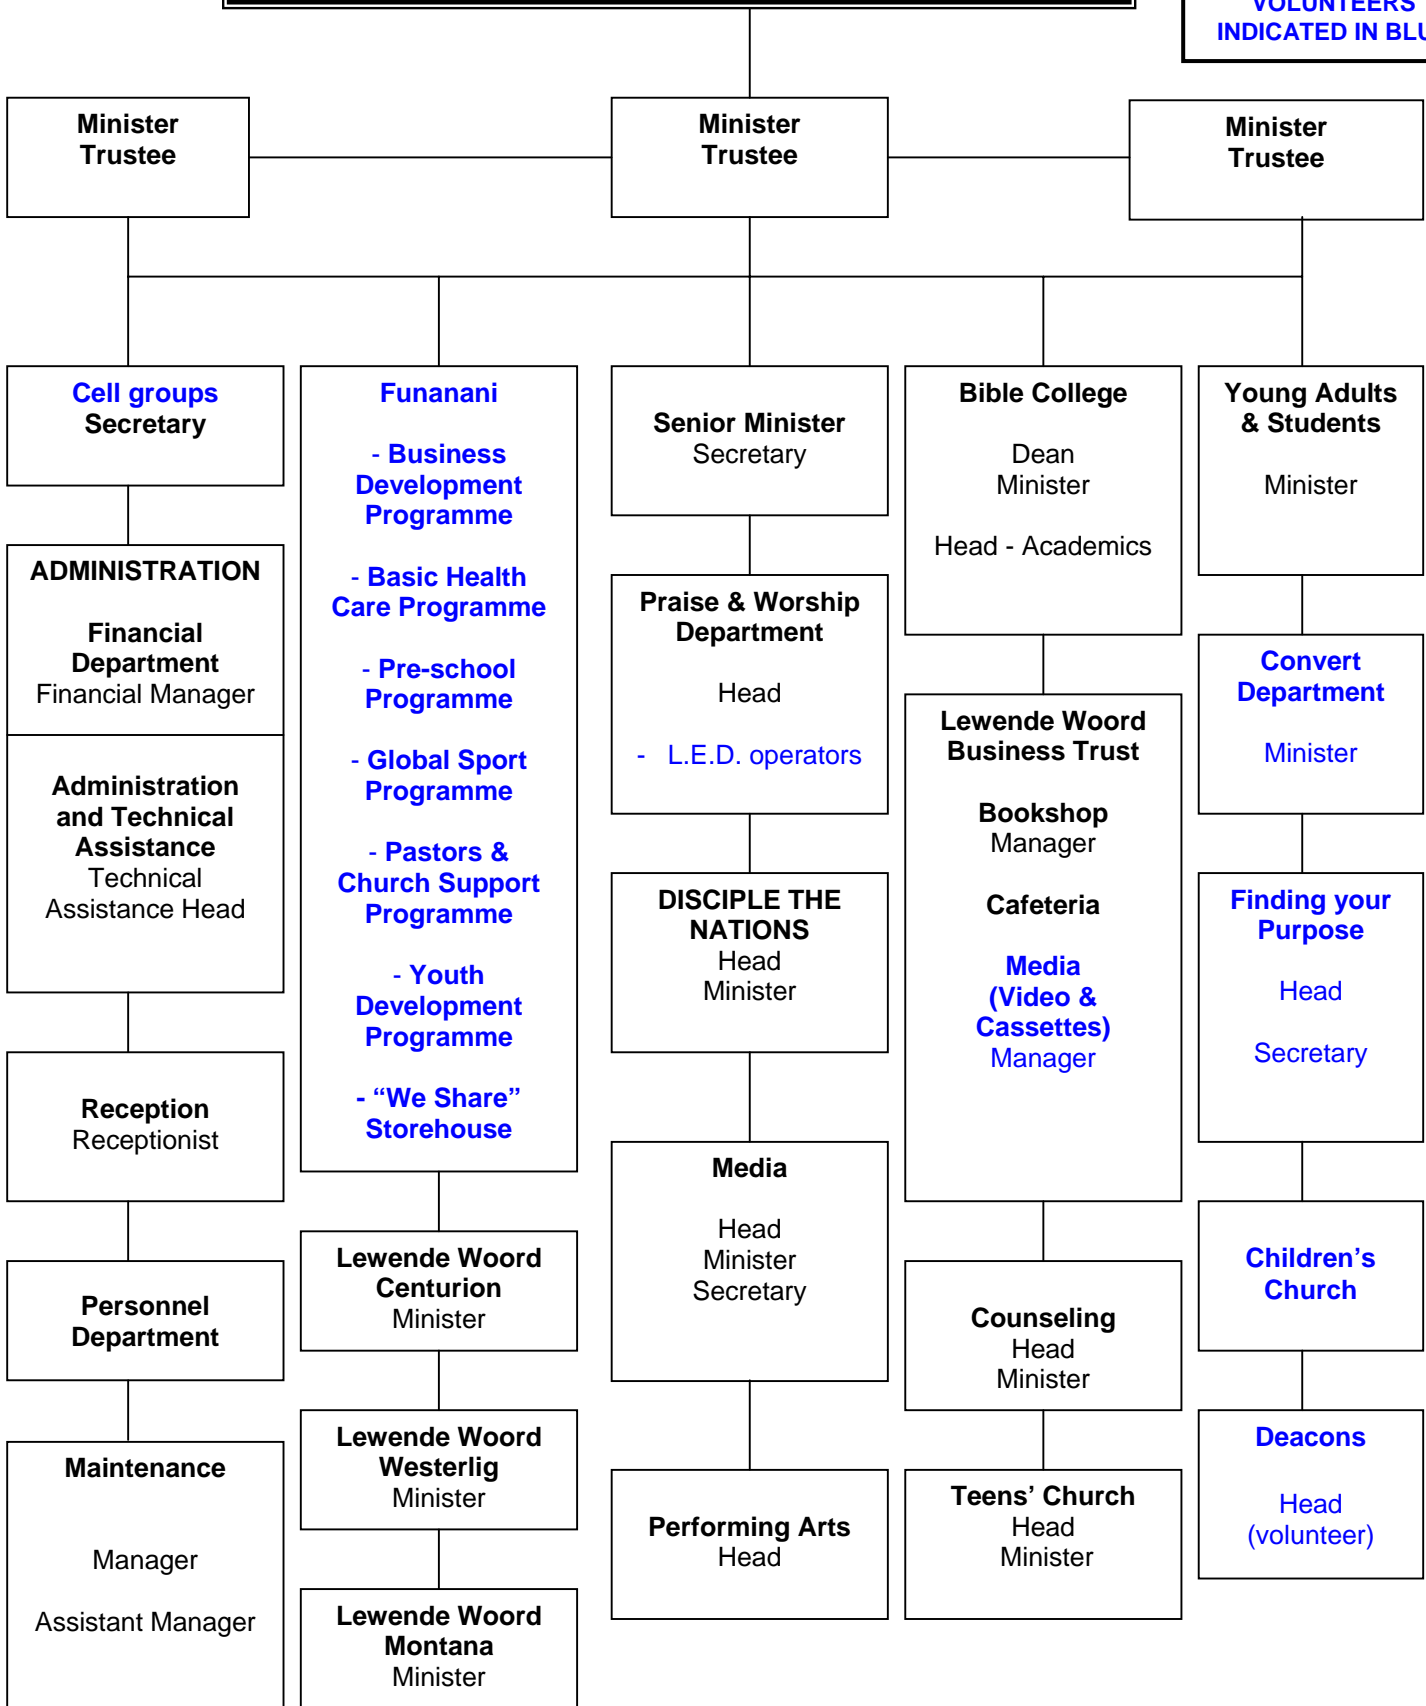 VOLUNTEERS
INDICATED IN BLU
Minister
Trustee
Minister
Trustee
Minister
Trustee
Cell groups
Secretary
ADMINISTRATION
Financial
Department
Financial Manager
Administration
and Technical
Assistance
Technical
Assistance Head
Reception
Receptionist
Personnel
Department
Maintenance
Manager
Assistant Manager
Funanani
- Business
Development
Programme
- Basic Health
Care Programme
- Pre-school
Programme
- Global Sport
Programme
- Pastors &
Church Support
Programme
- Youth
Development
Programme
- “We Share”
Storehouse
Lewende Woord
Centurion
Minister
Lewende Woord
Westerlig
Minister
Lewende Woord
Montana
Minister
Senior Minister
Secretary
Praise & Worship
Department
Head
- L.E.D. operators
DISCIPLE THE
NATIONS
Head
Minister
Media
Head
Minister
Secretary
Performing Arts
Head
Bible College
Dean
Minister
Head - Academics
Lewende Woord
Business Trust
Bookshop
Manager
Cafeteria
Media
(Video &
Cassettes)
Manager
Counseling
Head
Minister
Teens’ Church
Head
Minister
Young Adults
& Students
Minister
Convert
Department
Minister
Finding your
Purpose
Head
Secretary
Children’s
Church
Deacons
Head
(volunteer)